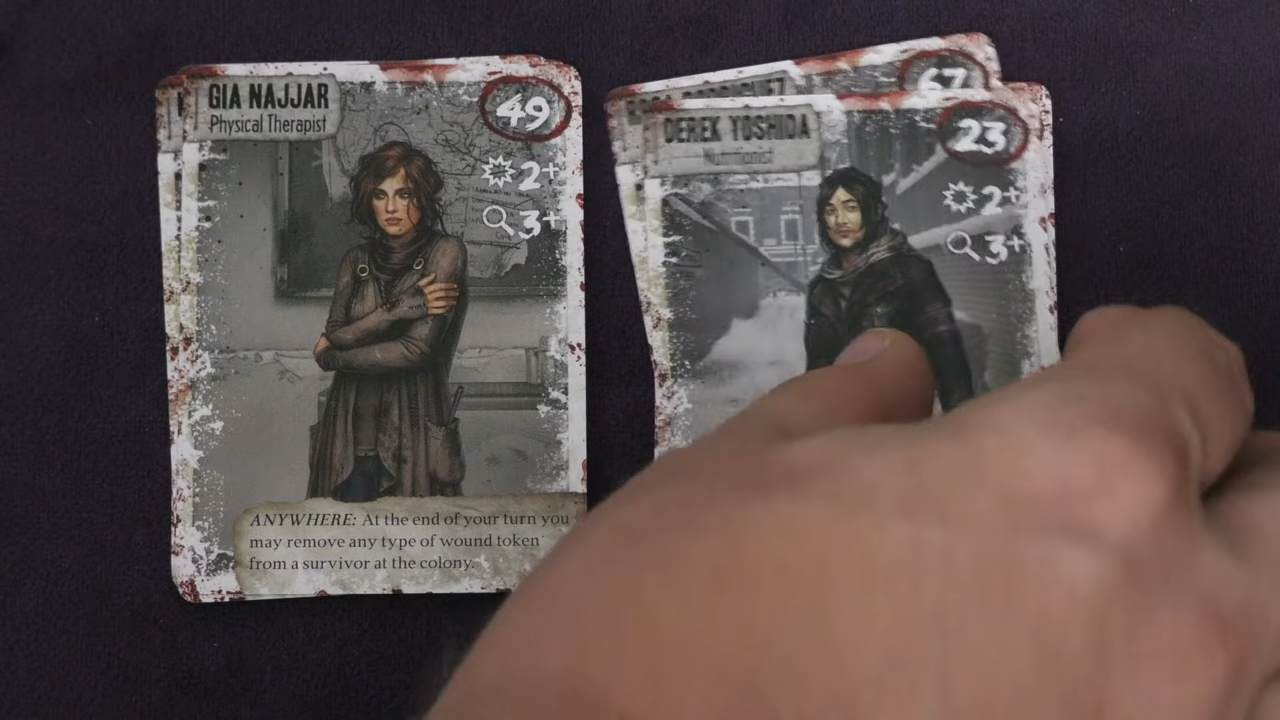 GIA NAJJAR
Physical Therapist
49
2+
3+
ANYWHERE: At the end of your turn you
may remove any type of wound token
from a survivor at the colony.
67
DEREK YOSHIDA
Nutritionist
23
2+
3+